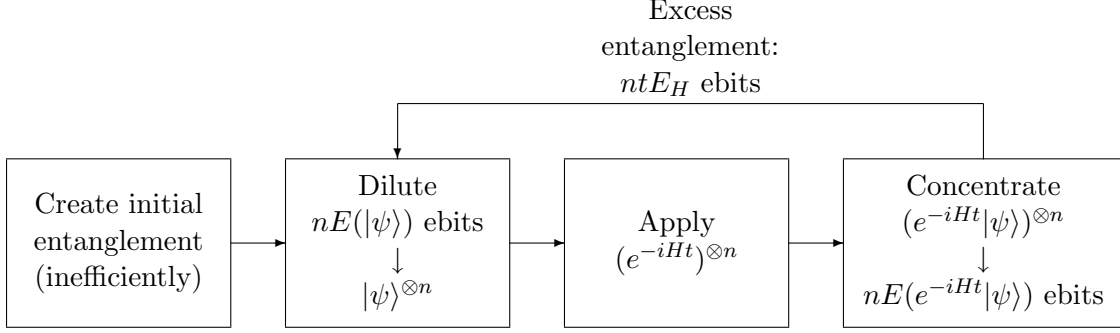 Excess
entanglement:
ntE_H ebits
Create initial
entanglement
(inefficiently)
Dilute
nE(|ψ⟩) ebits
↓
|ψ⟩^{⊗n}
Apply
(e^{−iHt})^{⊗n}
Concentrate
(e^{−iHt}|ψ⟩)^{⊗n}
↓
nE(e^{−iHt}|ψ⟩) ebits